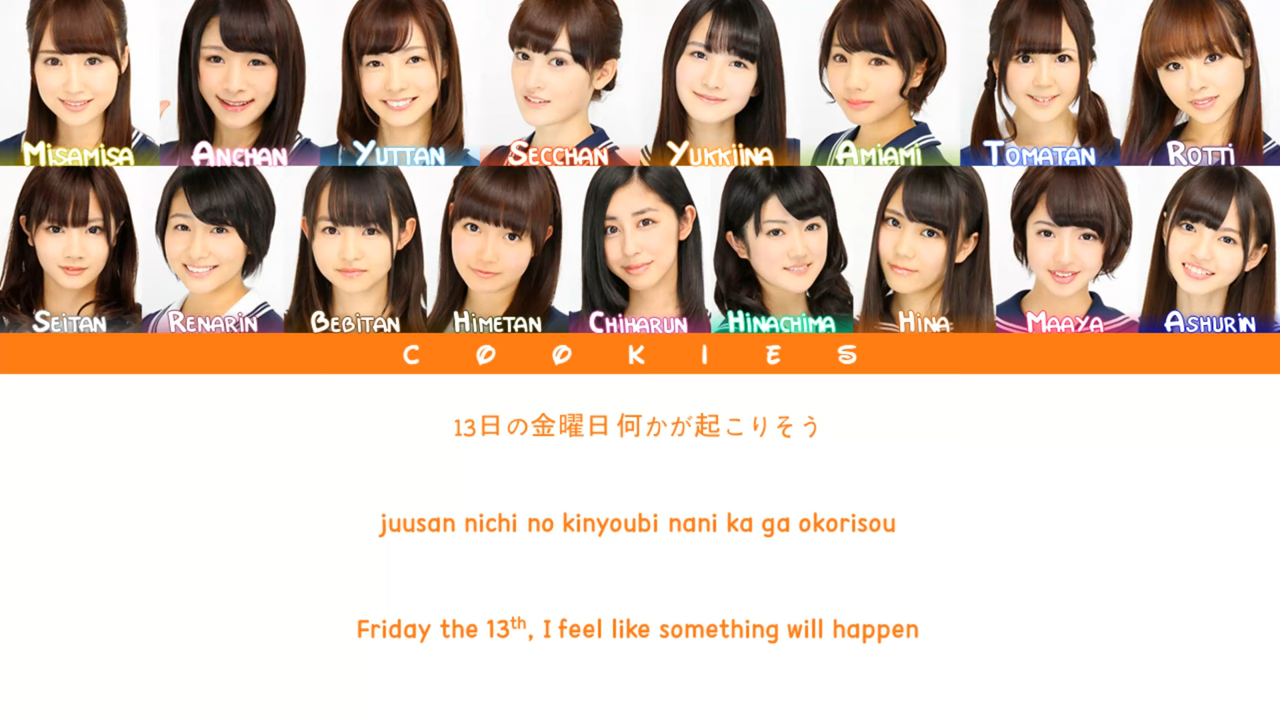 Misamisa Anchan Yuttan Secchan Yukkiina Amiami Tomatan Rotti
Seitan Renarin Bebitan Himetan Chiharun Hinachima Hina Maaya Ashurin
COOKIES
13日の金曜日 何かが起こりそう
juusan nichi no kinyoubi nani ka ga okorisou
Friday the 13th, I feel like something will happen